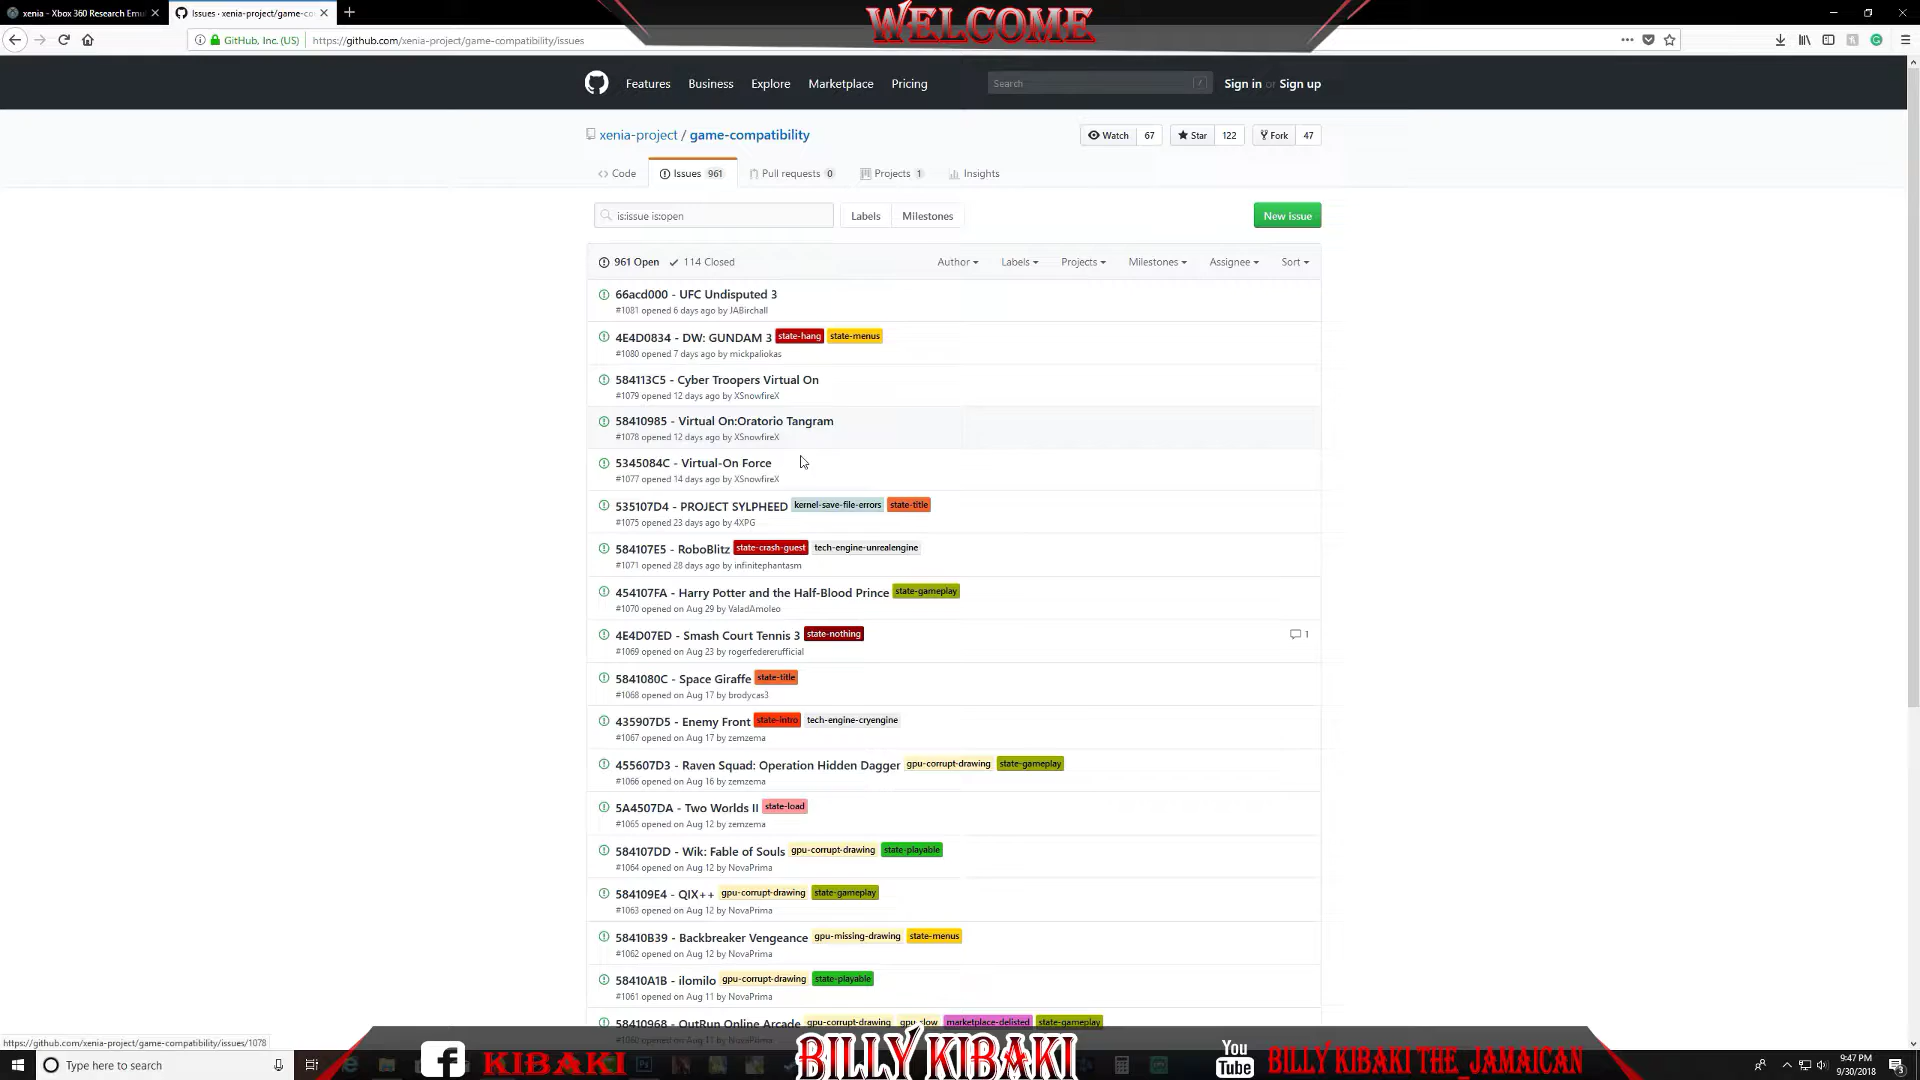 xenia - Xbox 360 Research Emu
Issues · xenia-project/game-co
WELCOME
GitHub, Inc. (US)
https://github.com/xenia-project/game-compatibility/issues
Features Business Explore Marketplace Pricing
Search /
Sign in or Sign up
xenia-project / game-compatibility
Watch 67 Star 122 Fork 47
Code Issues 961 Pull requests 0 Projects 1 Insights
is:issue is:open
Labels Milestones
New issue
961 Open 114 Closed
Author Labels Projects Milestones Assignee Sort
66acd000 - UFC Undisputed 3
#1081 opened 6 days ago by JABirchall
4E4D0834 - DW: GUNDAM 3 state-hang state-menus
#1080 opened 7 days ago by mickpaliokas
584113C5 - Cyber Troopers Virtual On
#1079 opened 12 days ago by XSnowfireX
58410985 - Virtual On:Oratorio Tangram
#1078 opened 12 days ago by XSnowfireX
5345084C - Virtual-On Force
#1077 opened 14 days ago by XSnowfireX
535107D4 - PROJECT SYLPHEED kernel-save-file-errors state-title
#1075 opened 23 days ago by 4XPG
584107E5 - RoboBlitz state-crash-guest tech-engine-unrealengine
#1071 opened 28 days ago by infinitephantasm
454107FA - Harry Potter and the Half-Blood Prince state-gameplay
#1070 opened on Aug 29 by ValadAmoleo
4E4D07ED - Smash Court Tennis 3 state-nothing 1
#1069 opened on Aug 23 by rogerfedererufficial
5841080C - Space Giraffe state-title
#1068 opened on Aug 17 by brodycas3
435907D5 - Enemy Front state-intro tech-engine-cryengine
#1067 opened on Aug 17 by zemzema
455607D3 - Raven Squad: Operation Hidden Dagger gpu-corrupt-drawing state-gameplay
#1066 opened on Aug 16 by zemzema
5A4507DA - Two Worlds II state-load
#1065 opened on Aug 12 by zemzema
584107DD - Wik: Fable of Souls gpu-corrupt-drawing state-playable
#1064 opened on Aug 12 by NovaPrima
584109E4 - QIX++ gpu-corrupt-drawing state-gameplay
#1063 opened on Aug 12 by NovaPrima
58410B39 - Backbreaker Vengeance gpu-missing-drawing state-menus
#1062 opened on Aug 12 by NovaPrima
58410A1B - ilomilo gpu-corrupt-drawing state-playable
#1061 opened on Aug 11 by NovaPrima
58410968 - OutRun Online Arcade gpu-corrupt-drawing gpu-slow marketplace-delisted state-gameplay
https://github.com/xenia-project/game-compatibility/issues/1078
Type here to search
KIBAKI
BILLY KIBAKI
You Tube
BILLY KIBAKI THE_JAMAICAN
9:47 PM
9/30/2018